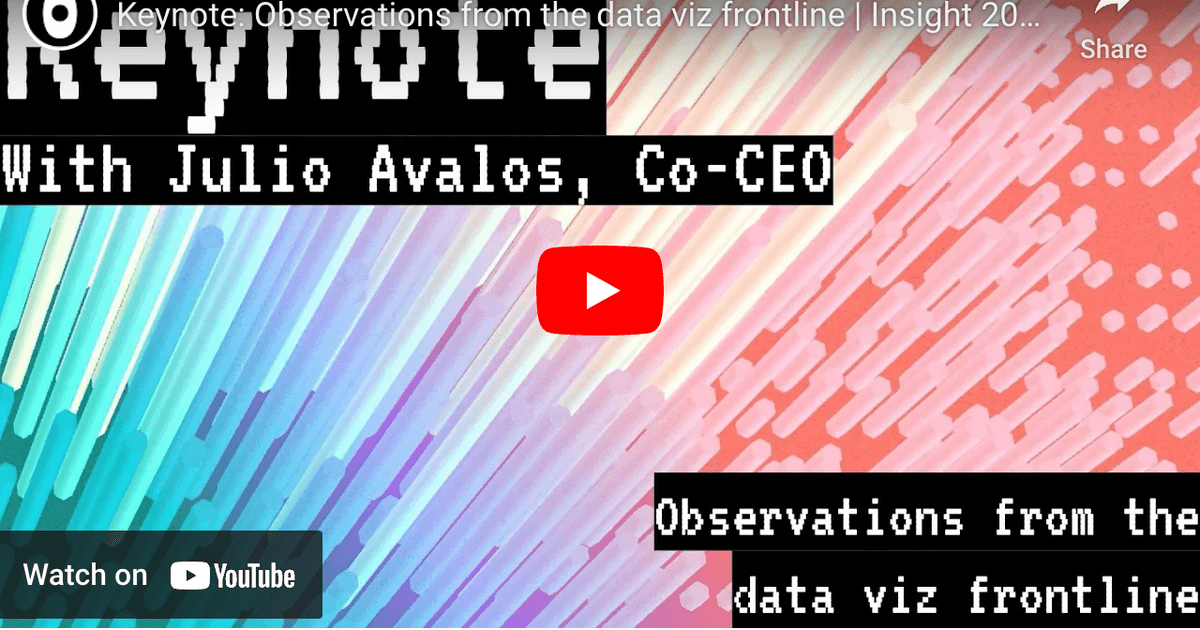 Keynote: Observations from the data viz frontline | Insight 20...
Share
Keynote
With Julio Avalos, Co-CEO
Observations from the
data viz frontline
Watch on YouTube